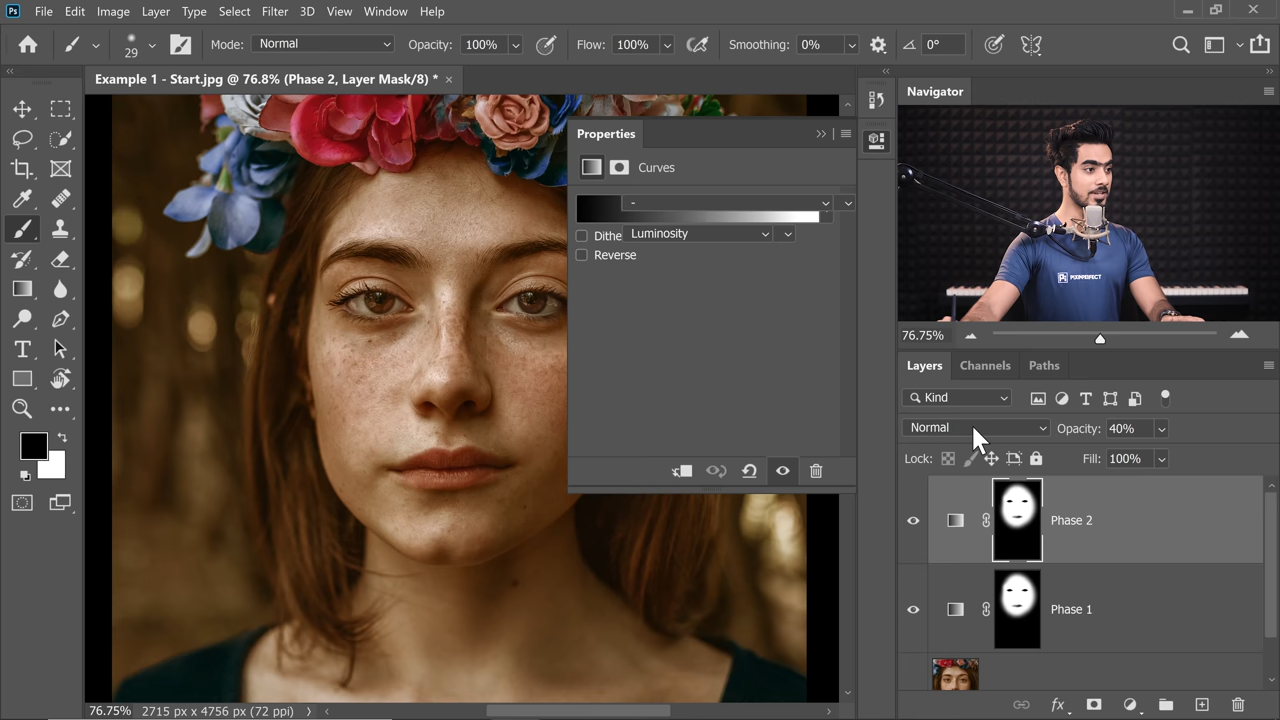 Ps File Edit Image Layer Type Select Filter 3D View Window Help
29 Mode: Normal Opacity: 100% Flow: 100% Smoothing: 0% 0°
Example 1 - Start.jpg @ 76.8% (Phase 2, Layer Mask/8) *
Navigator
Properties
Curves
-
Dithe Luminosity
Reverse
PIXIMPERFECT
76.75%
Layers Channels Paths
Kind
Normal Opacity: 40%
Lock: Fill: 100%
Phase 2
Phase 1
76.75% 2715 px x 4756 px (72 ppi)